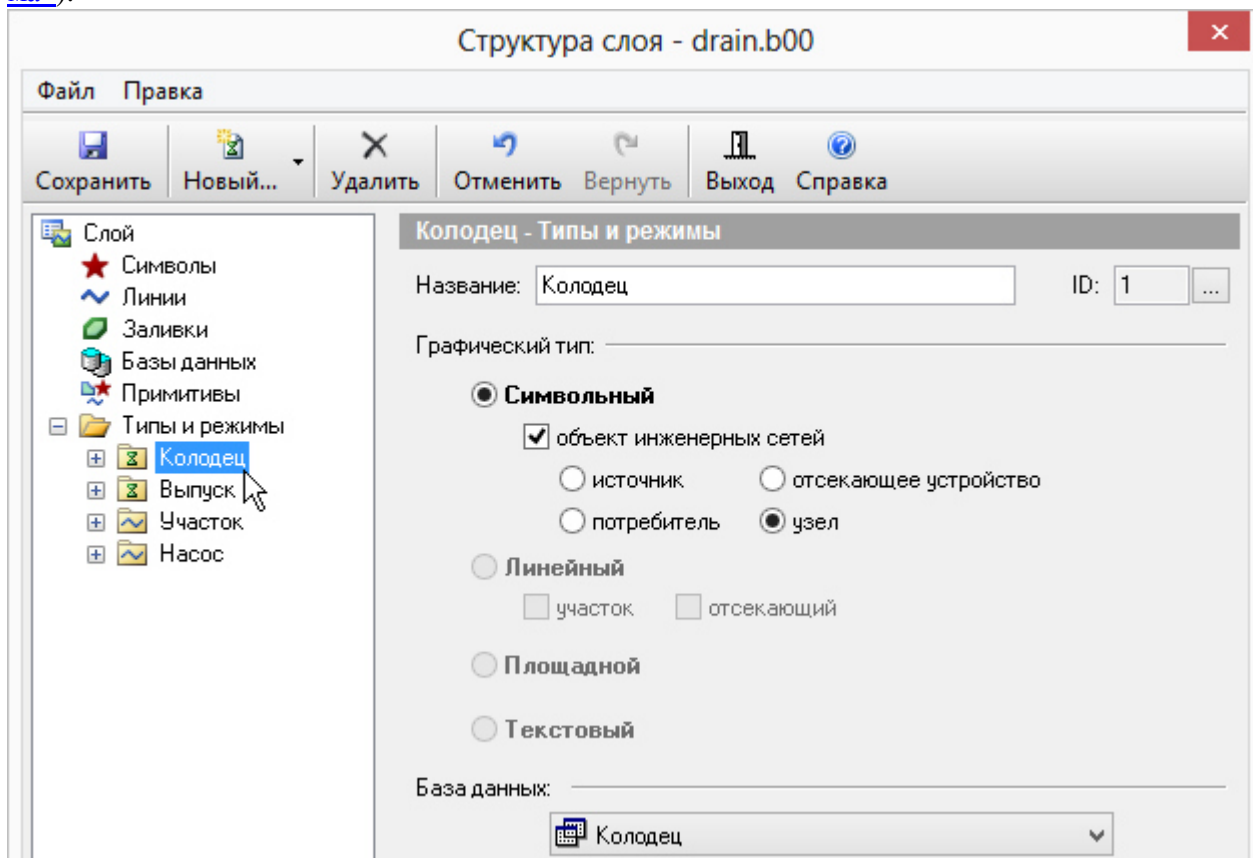 ма").
Структура слоя - drain.b00
Файл Правка
Сохранить Новый... Удалить Отменить Вернуть Выход Справка
Слой
Символы
Линии
Заливки
Базы данных
Примитивы
Типы и режимы
Колодец
Выпуск
Участок
Насос
Колодец - Типы и режимы
Название: Колодец ID: 1 ...
Графический тип:
Символьный
объект инженерных сетей
источник отсекающее устройство
потребитель узел
Линейный
участок отсекающий
Площадной
Текстовый
База данных:
Колодец